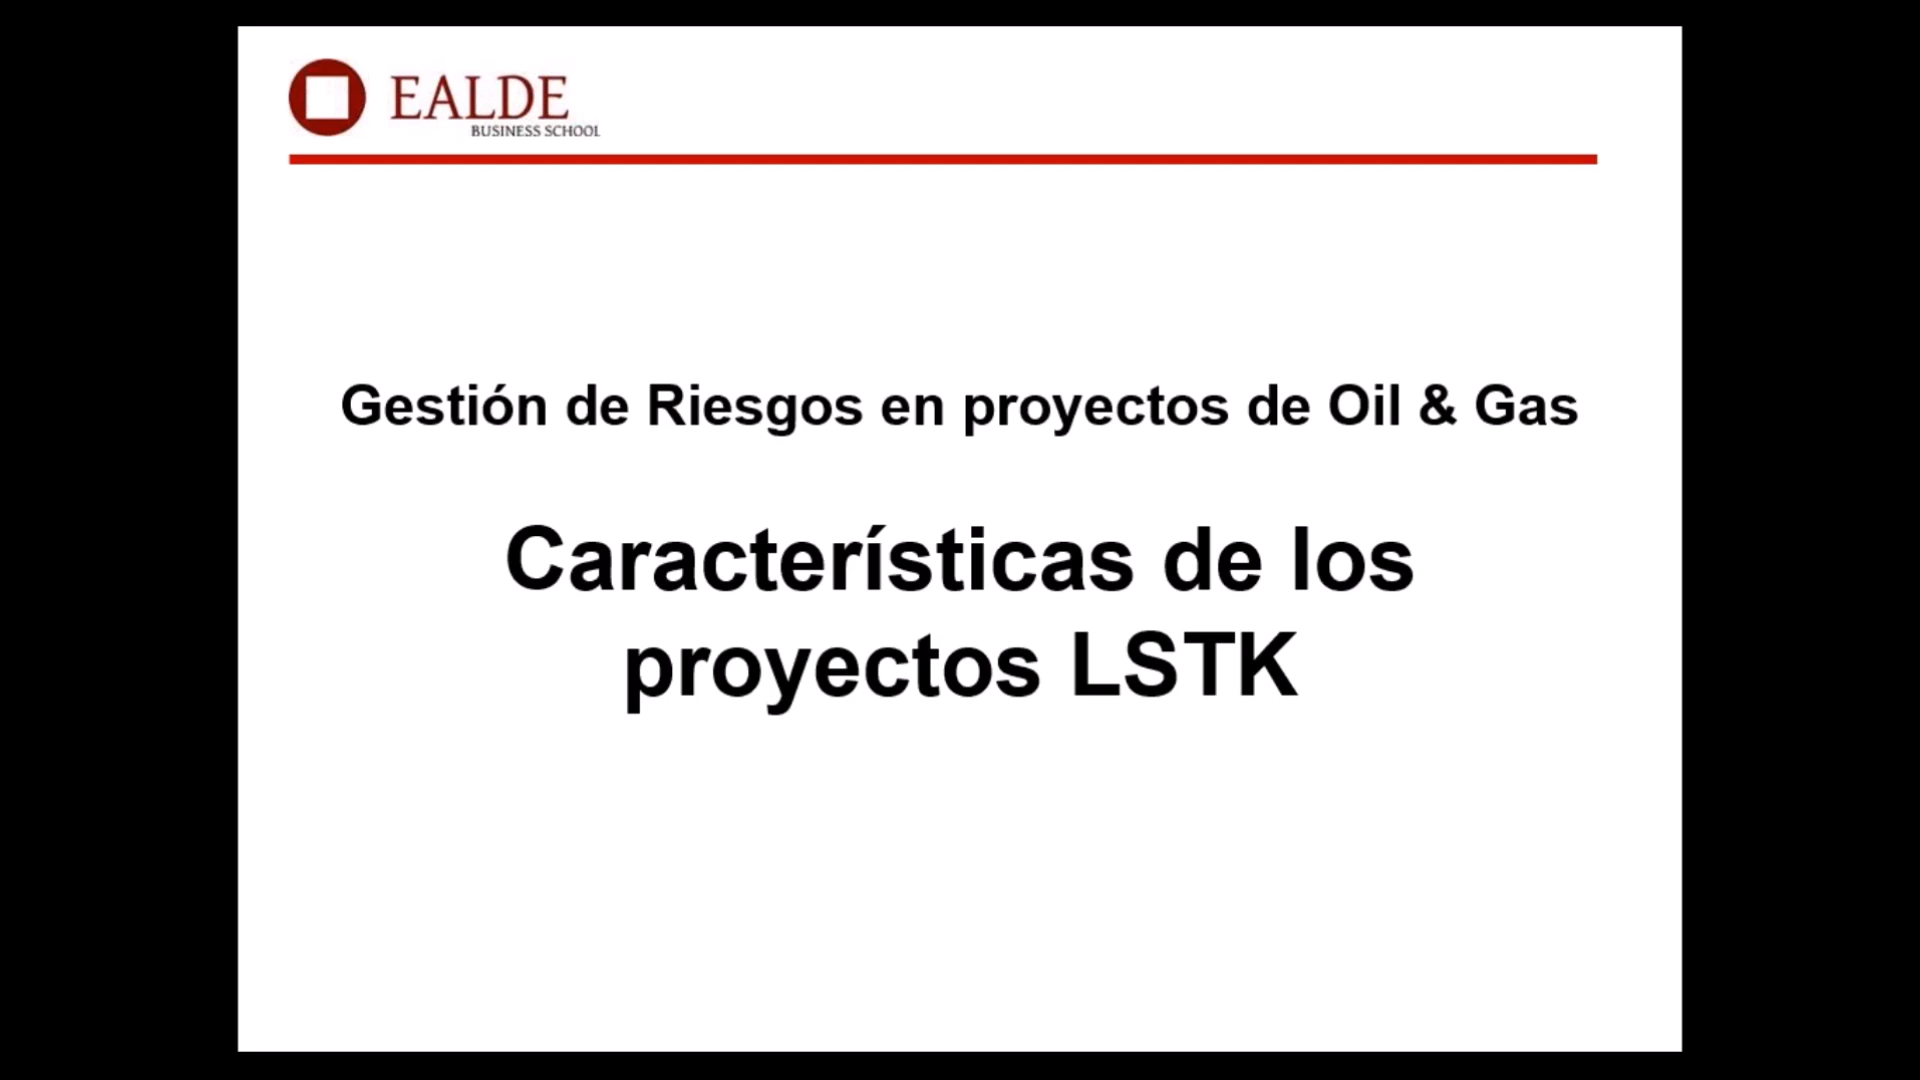 EALDE
BUSINESS SCHOOL
Gestión de Riesgos en proyectos de Oil & Gas
Características de los
proyectos LSTK